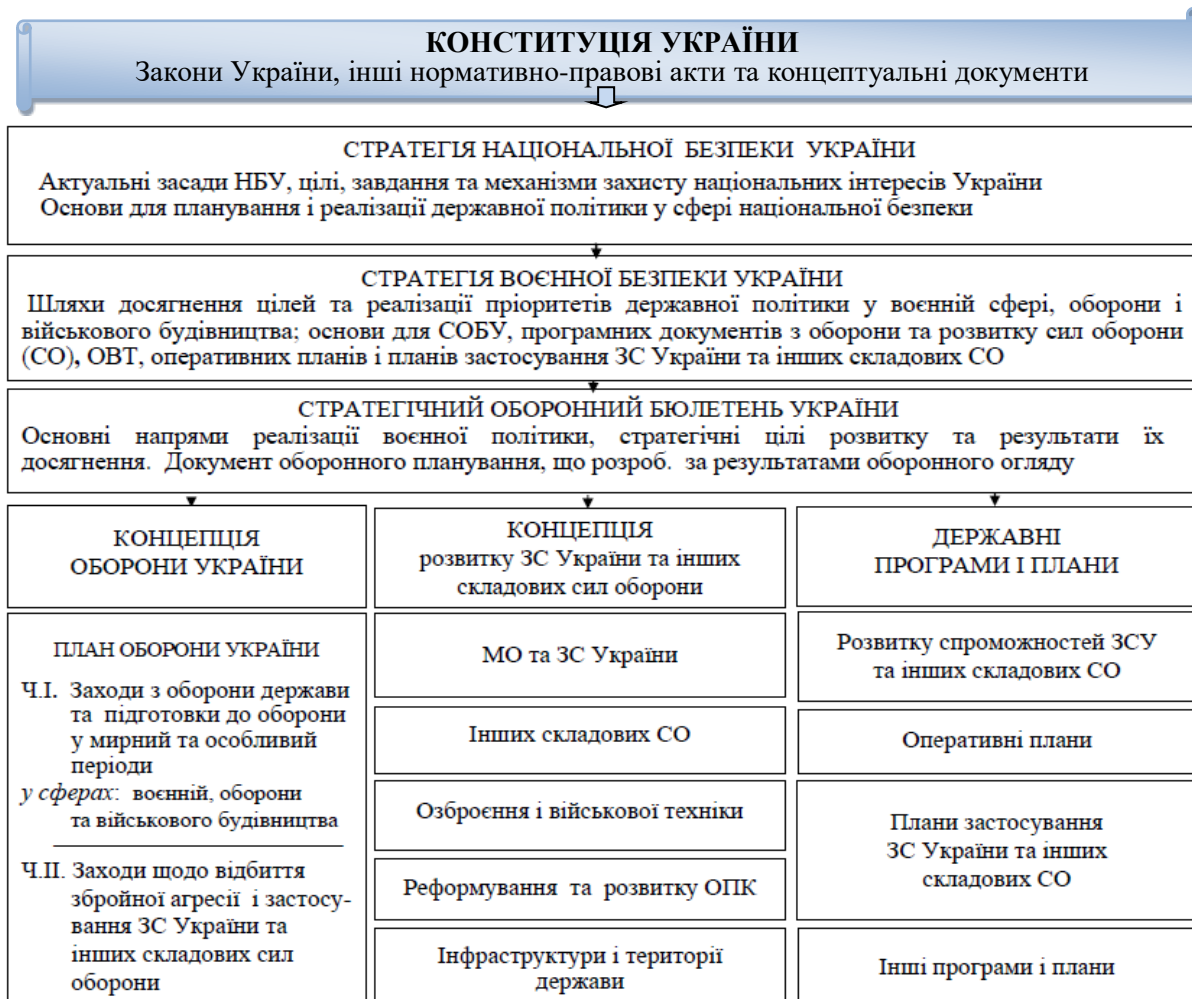 КОНСТИТУЦІЯ УКРАЇНИ
Закони України, інші нормативно-правові акти та концептуальні документи
СТРАТЕГІЯ НАЦІОНАЛЬНОЇ БЕЗПЕКИ УКРАЇНИ
Актуальні засади НБУ, цілі, завдання та механізми захисту національних інтересів України
Основи для планування і реалізації державної політики у сфері національної безпеки
СТРАТЕГІЯ ВОЄННОЇ БЕЗПЕКИ УКРАЇНИ
Шляхи досягнення цілей та реалізації пріоритетів державної політики у воєнній сфері, оборони і
військового будівництва; основи для СОБУ, програмних документів з оборони та розвитку сил оборони
(СО), ОВТ, оперативних планів і планів застосування ЗС України та інших складових СО
СТРАТЕГІЧНИЙ ОБОРОННИЙ БЮЛЕТЕНЬ УКРАЇНИ
Основні напрями реалізації воєнної політики, стратегічні цілі розвитку та результати їх
досягнення. Документ оборонного планування, що розроб. за результатами оборонного огляду
КОНЦЕПЦІЯ
ОБОРОНИ УКРАЇНИ
ПЛАН ОБОРОНИ УКРАЇНИ
Ч.І. Заходи з оборони держави
та підготовки до оборони
у мирний та особливий
періоди
у сферах: воєнній, оборони
та військового будівництва
Ч.ІІ. Заходи щодо відбиття
збройної агресії і застосу-
вання ЗС України та
інших складових сил
оборони
КОНЦЕПЦІЯ
розвитку ЗС України та інших
складових сил оборони
МО та ЗС України
Інших складових СО
Озброєння і військової техніки
Реформування та розвитку ОПК
Інфраструктури і території
держави
ДЕРЖАВНІ
ПРОГРАМИ І ПЛАНИ
Розвитку спроможностей ЗСУ
та інших складових СО
Оперативні плани
Плани застосування
ЗС України та інших
складових СО
Інші програми і плани